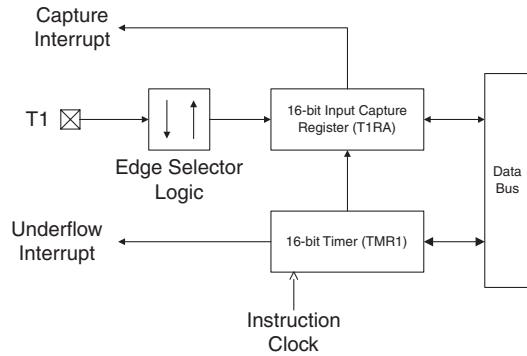 Capture
Interrupt
T1
16-bit Input Capture
Register (T1RA)
Edge Selector
Logic
Data
Bus
Underflow
Interrupt
16-bit Timer (TMR1)
Instruction
Clock